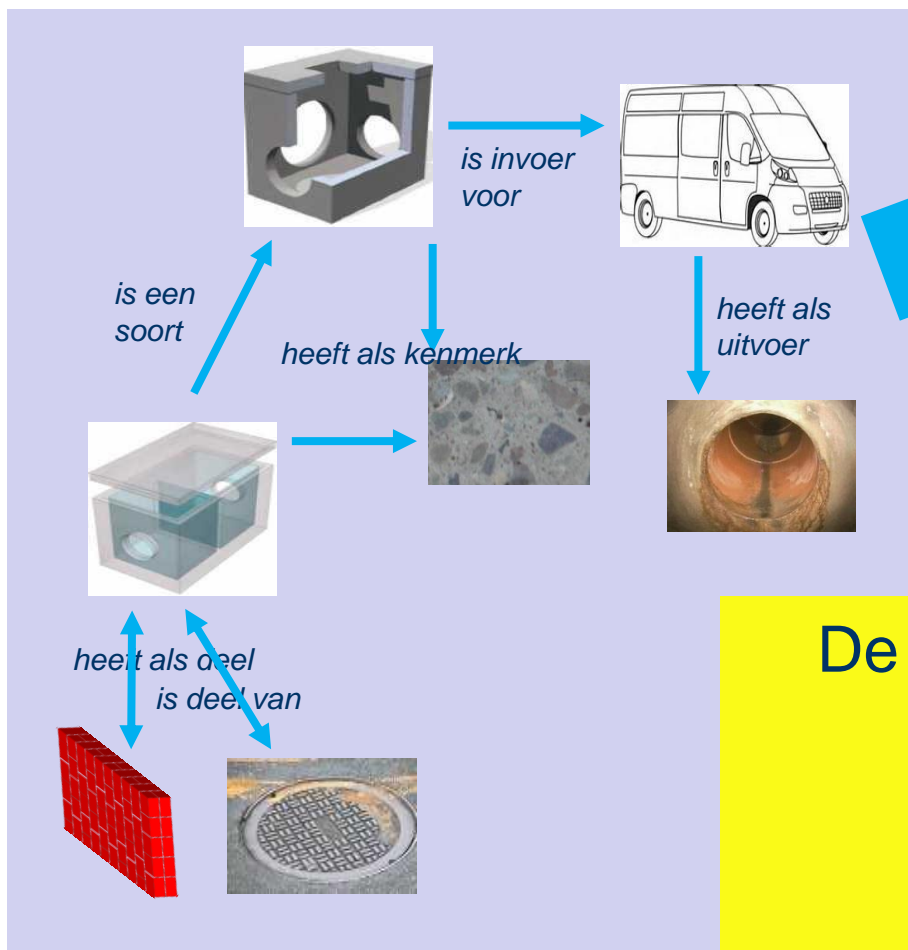 is invoer
voor
is een
soort
heeft als
uitvoer
heeft als kenmerk
De
heeft als deel
is deel van